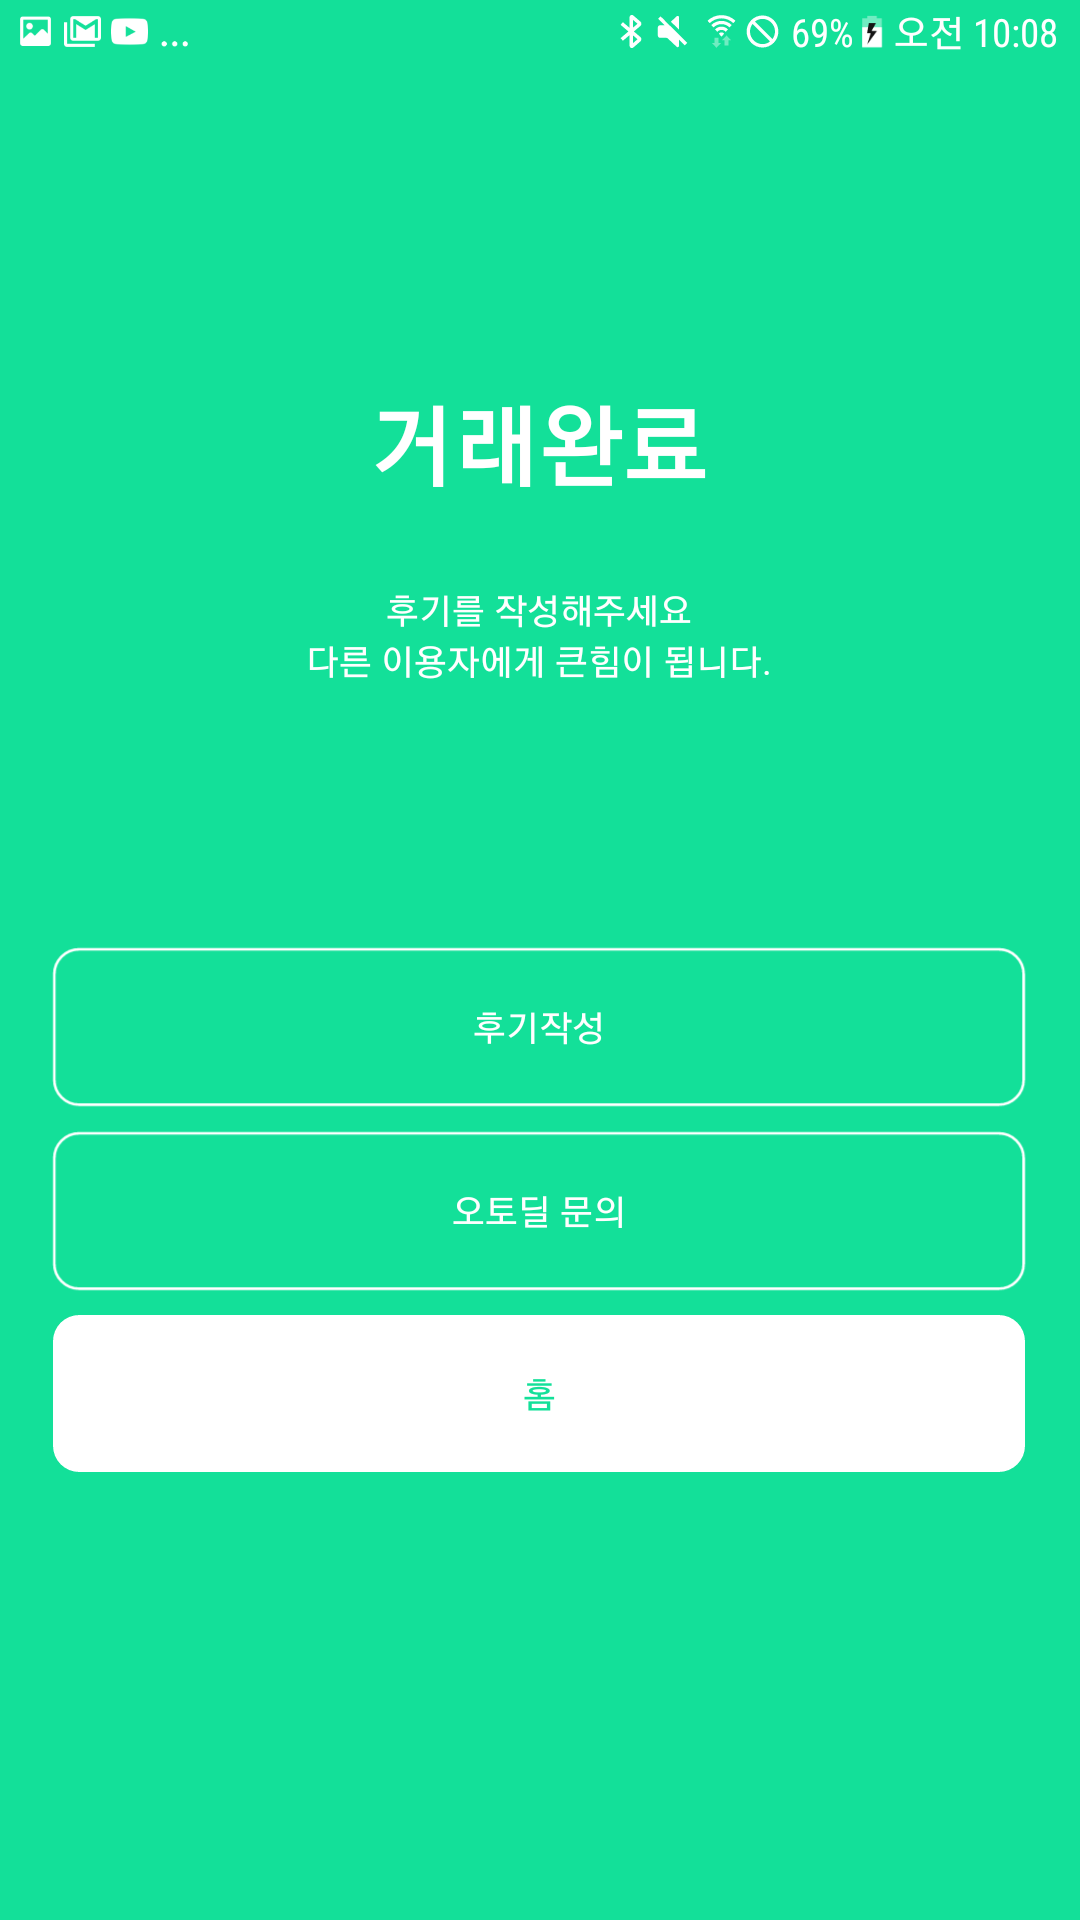 ... 69% 오전 10:08
거래완료
후기를 작성해주세요
다른 이용자에게 큰힘이 됩니다.
후기작성
오토딜 문의
홈